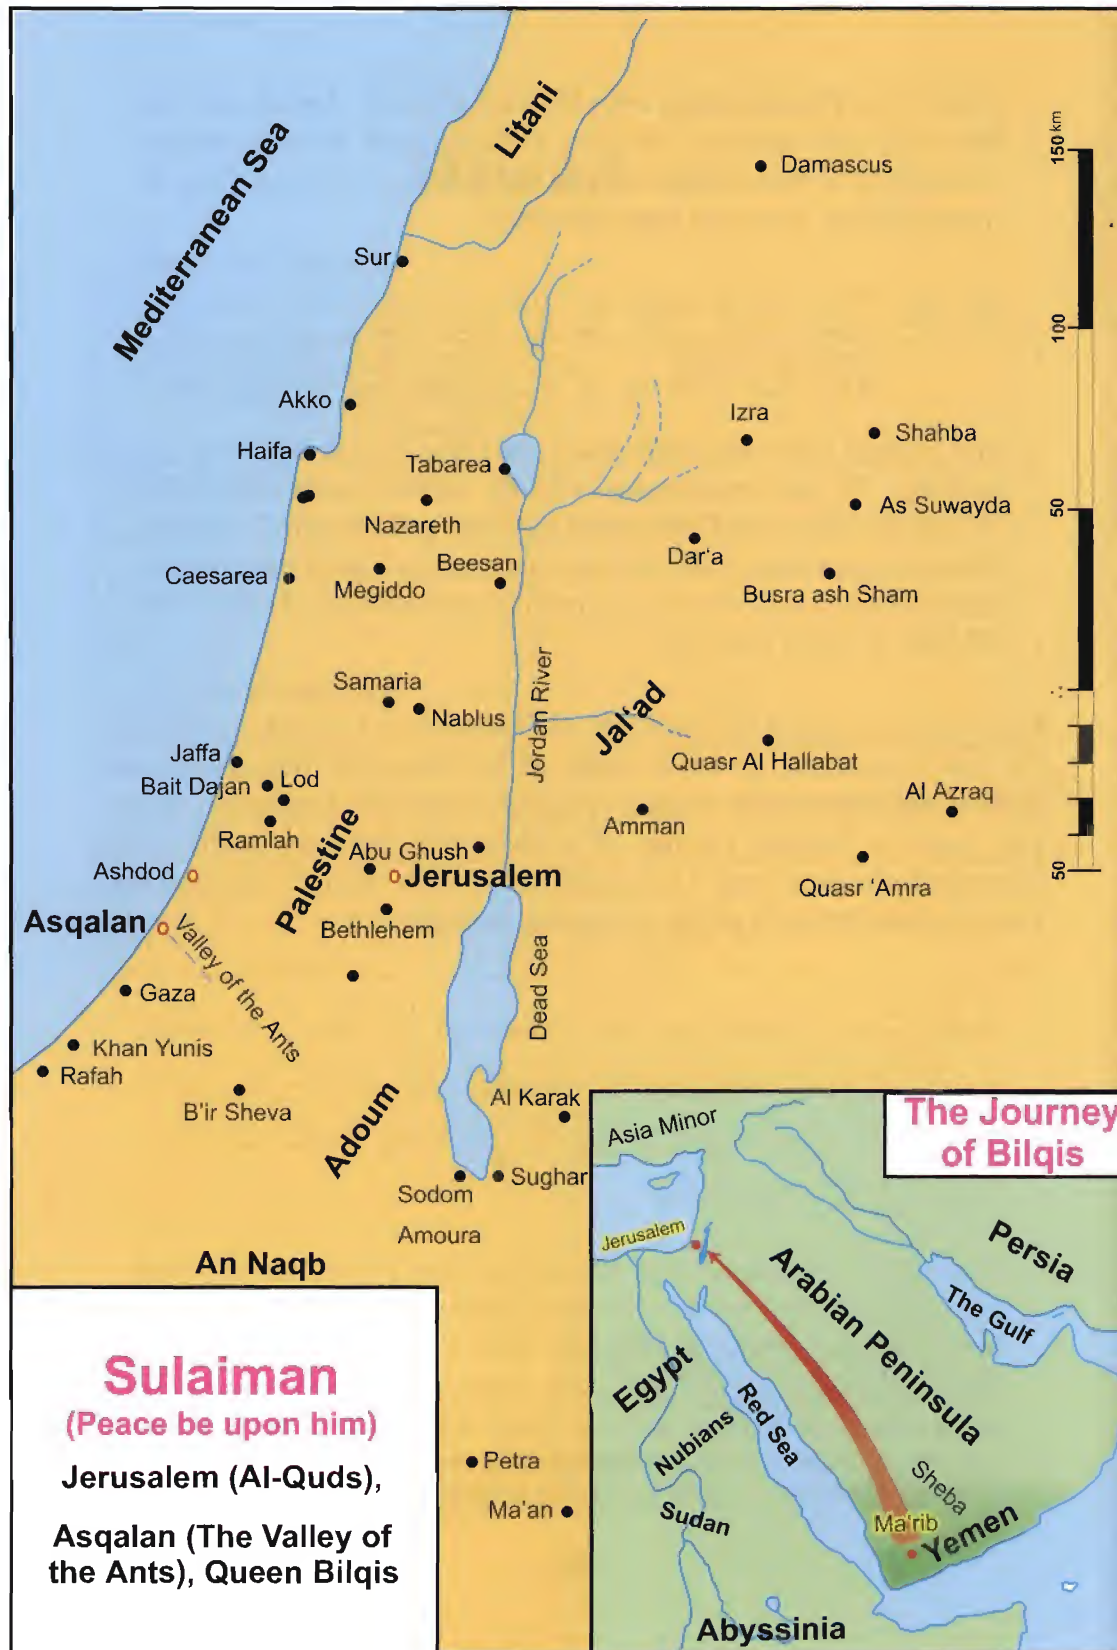 Mediterranean Sea
Litani
Damascus
Sur
150 km
100
50
50
Akko
Haifa
Tabarea
Nazareth
Izra
Shahba
As Suwayda
Dar'a
Busra ash Sham
Caesarea
Megiddo
Beesan
Samaria
Nablus
Jordan River
Jal'ad
Quasr Al Hallabat
Al Azraq
Amman
Quasr 'Amra
Jaffa
Bait Dajan
Lod
Ramlah
Palestine
Abu Ghush
Jerusalem
Ashdod
Asqalan
Valley of the Ants
Bethlehem
Dead Sea
Gaza
Khan Yunis
Rafah
B'ir Sheva
Adoum
Al Karak
Sodom
Sughar
Amoura
An Naqb
Petra
Ma'an
Sulaiman
(Peace be upon him)
Jerusalem (Al-Quds),
Asqalan (The Valley of
the Ants), Queen Bilqis
The Journey
of Bilqis
Asia Minor
Jerusalem
Persia
The Gulf
Arabian Peninsula
Egypt
Red Sea
Nubians
Sudan
Sheba
Ma'rib
Yemen
Abyssinia